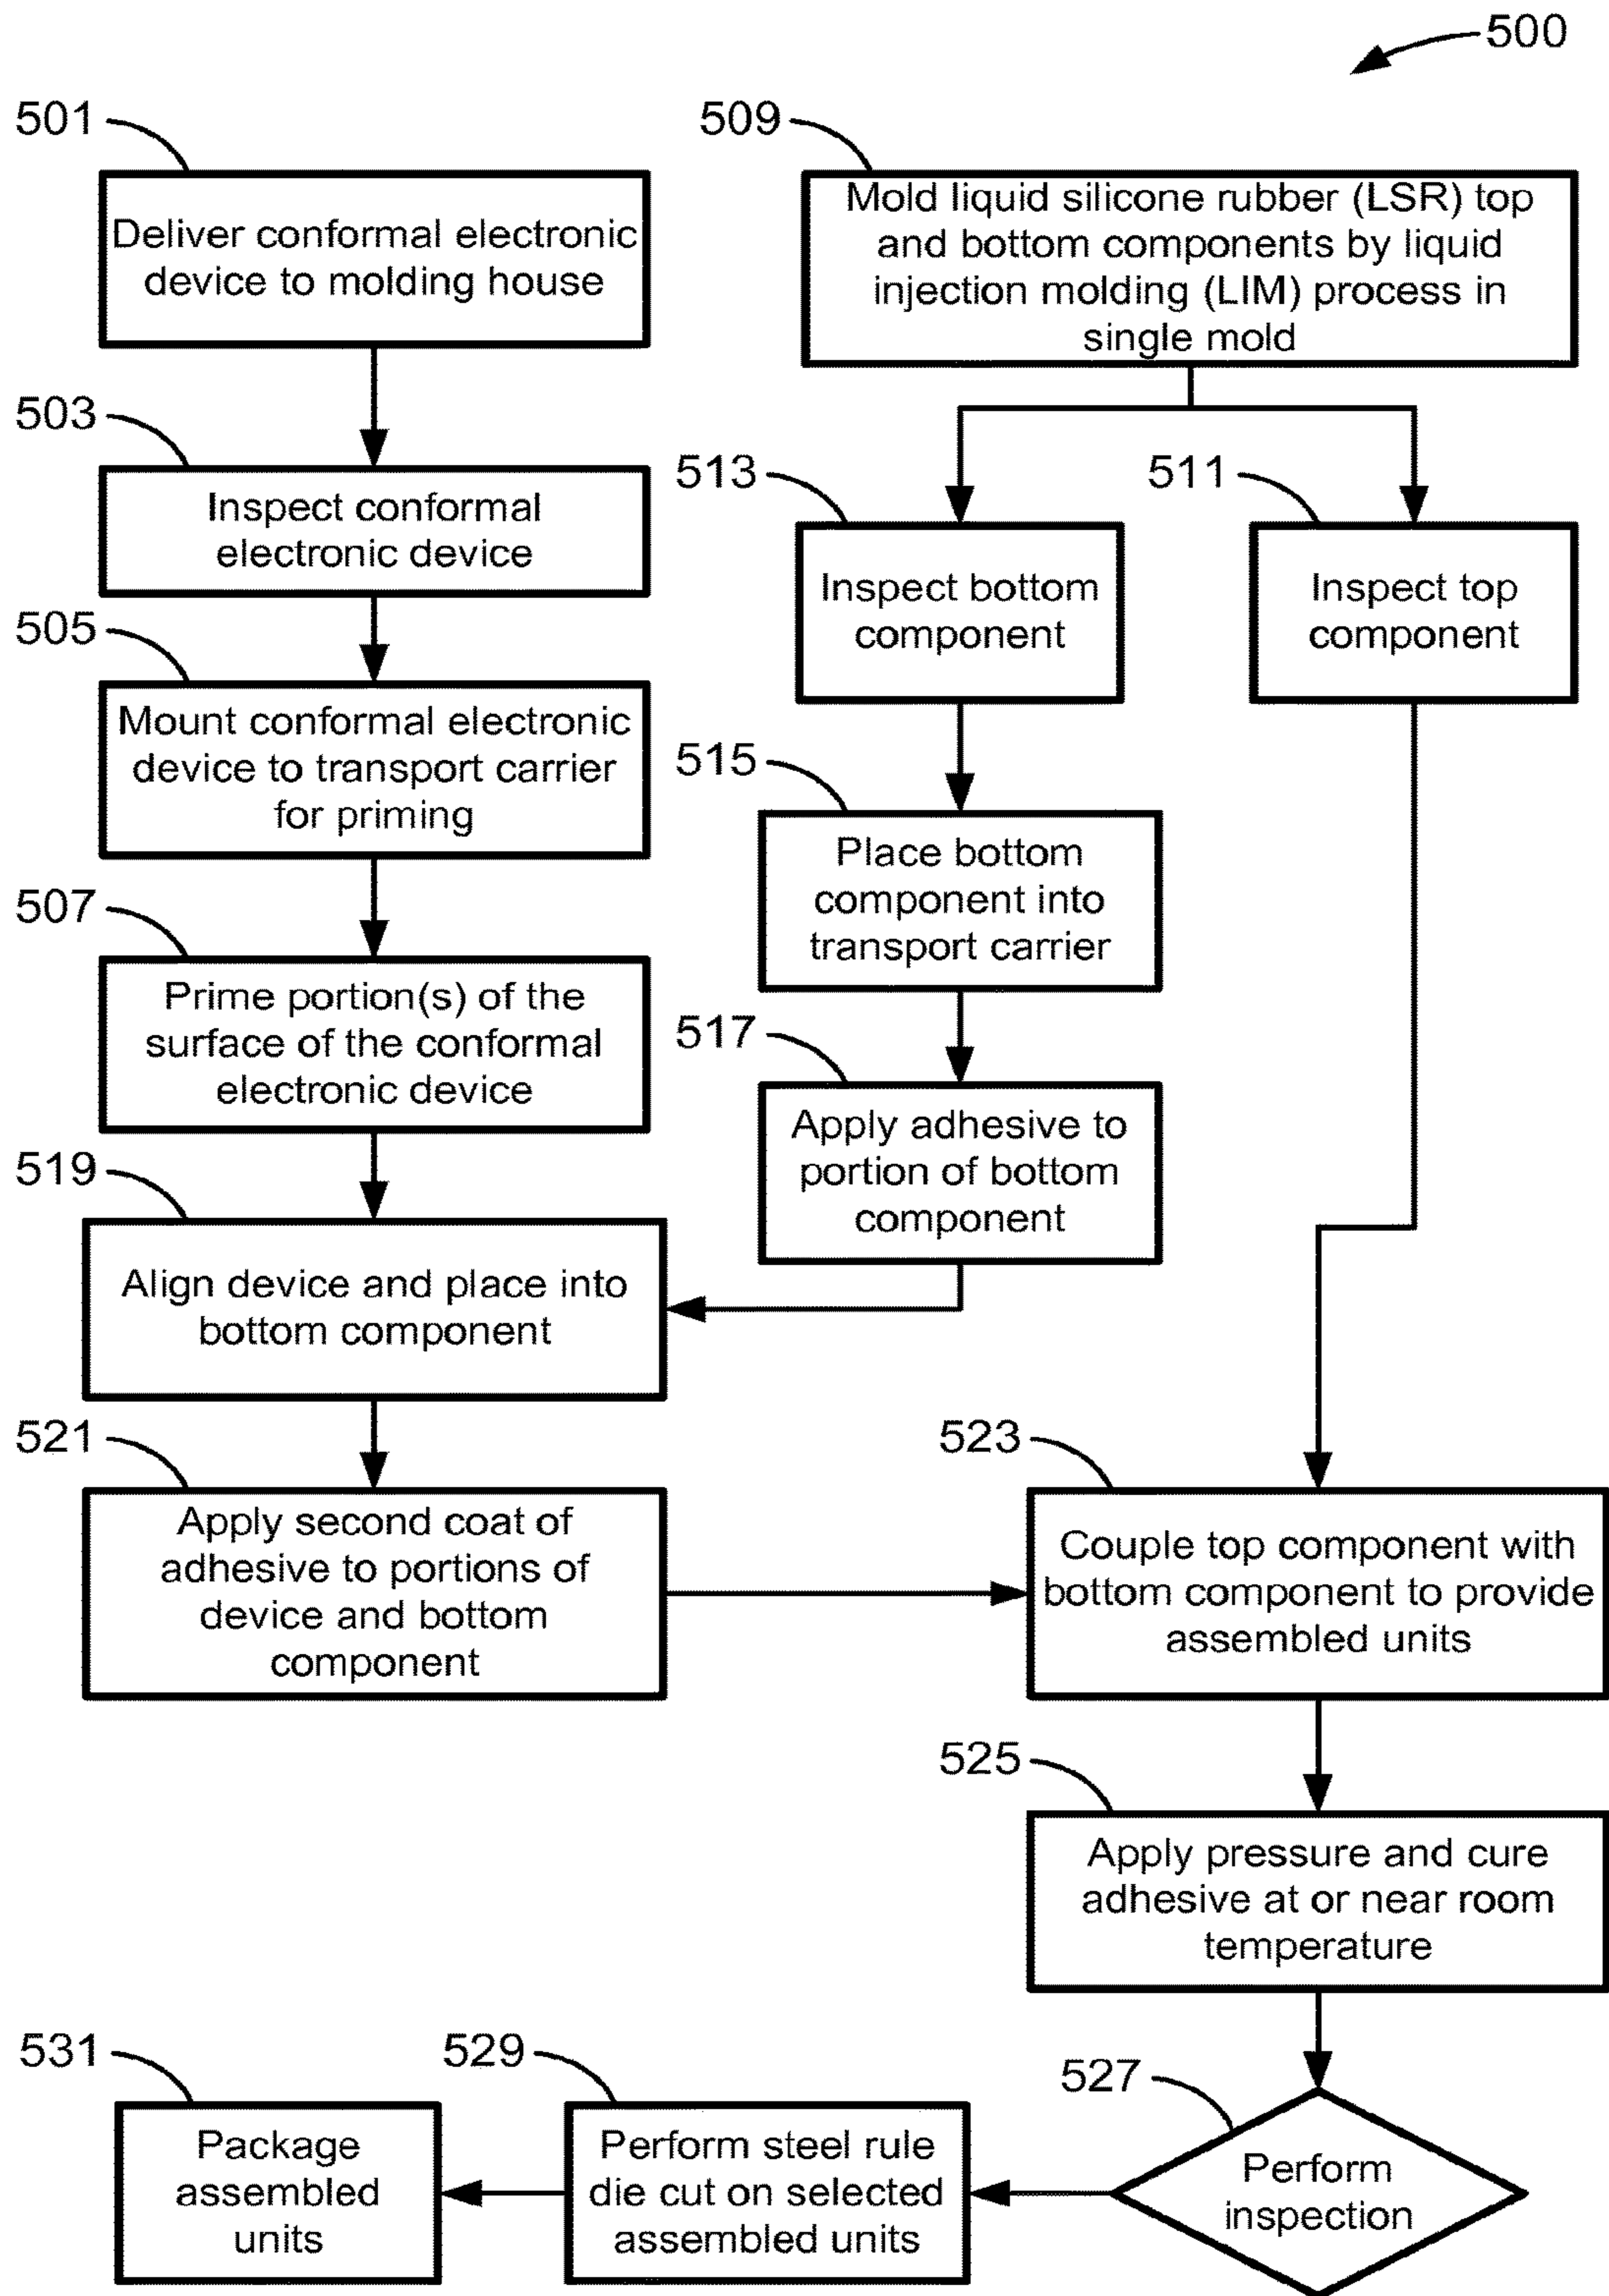 500
501
Deliver conformal electronic
device to molding house
509
Mold liquid silicone rubber (LSR) top
and bottom components by liquid
injection molding (LIM) process in
single mold
503
Inspect conformal
electronic device
513
Inspect bottom
component
511
Inspect top
component
505
Mount conformal electronic
device to transport carrier
for priming
515
Place bottom
component into
transport carrier
507
Prime portion(s) of the
surface of the conformal
electronic device
517
Apply adhesive to
portion of bottom
component
519
Align device and place into
bottom component
521
Apply second coat of
adhesive to portions of
device and bottom
component
523
Couple top component with
bottom component to provide
assembled units
525
Apply pressure and cure
adhesive at or near room
temperature
527
Perform
inspection
529
Perform steel rule
die cut on selected
assembled units
531
Package
assembled
units